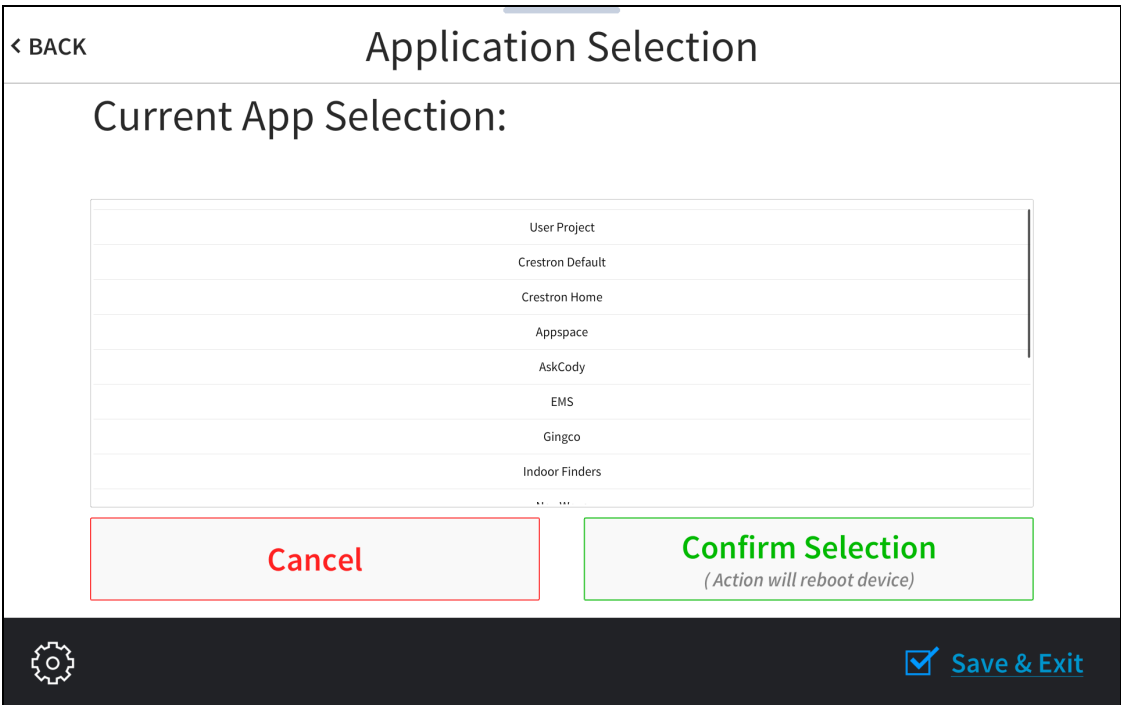 < BACK
Application Selection
Current App Selection:
User Project
Crestron Default
Crestron Home
Appspace
AskCody
EMS
Gingco
Indoor Finders
Cancel
Confirm Selection
( Action will reboot device)
Save & Exit